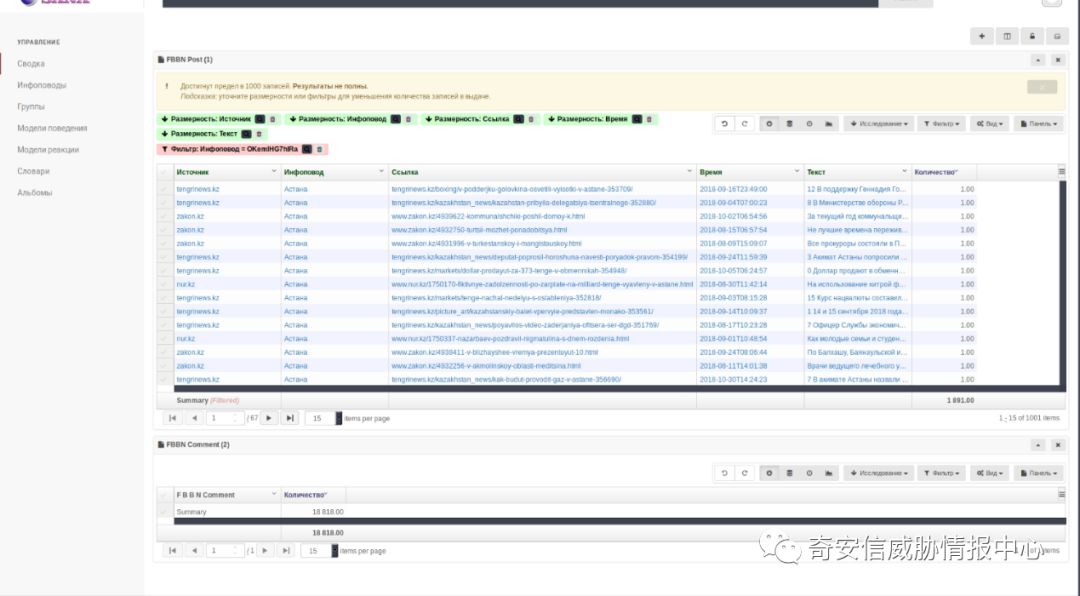 УПРАВЛЕНИЕ
Сводка
Инфоповоды
Группы
Модели поведения
Модели реакции
Словари
Альбомы
FBBN Post (1)
! Достигнут предел в 1000 записей. Результаты не полны.
Подсказка: уточните размерности или фильтры для уменьшения количества записей в выдаче.
Размерность: Источник Размерность: Инфоповод Размерность: Ссылка Размерность: Время
Размерность: Текст
Исследование Фильтр Вид Панель
Фильтр: Инфоповод = OKemIHG7hIRa
Источник Инфоповод Ссылка Время Текст Количество
tengrinews.kz Астана tengrinews.kz/boxing/v-podderjku-golovkina-osvetili-vyiseki-v-astane-353709/ 2018-09-16T23:49:00 12 В поддержку Геннадия Го... 1.00
tengrinews.kz Астана tengrinews.kz/kazakhstan_news/kazahstan-pribyila-delegatsiya-tsentralnogo-352880/ 2018-09-04T07:00:23 8 В Министерстве обороны Р... 1.00
zakon.kz Астана www.zakon.kz/4939622-kommunalshchiki-poshli-domoy-k.html 2018-10-02T06:54:56 За текущий год коммунальщи... 1.00
zakon.kz Астана www.zakon.kz/4932750-turtsii-mozhet-ponadobitsya.html 2018-08-15T06:57:54 Не лучшие времена пережив... 1.00
zakon.kz Астана www.zakon.kz/4931996-v-turkestanskoy-i-mangistauskoy.html 2018-08-09T15:09:07 Все прокуроры состояли в П... 1.00
tengrinews.kz Астана tengrinews.kz/kazakhstan_news/deputat-poprosil-horoshuna-navesti-poryadok-pravom-354199/ 2018-09-24T11:59:39 3 Акимат Астаны попросили ... 1.00
tengrinews.kz Астана tengrinews.kz/markets/dollar-prodayut-za-373-tenge-v-obmennikah-354948/ 2018-10-05T06:24:57 0 Доллар продают в обменн... 1.00
nur.kz Астана www.nur.kz/1750170-fiktivnye-zadolzennosti-po-zarplate-na-milliard-tenge-vyavleny-v-astane.html 2018-08-30T11:42:14 На использование хитрой ф... 1.00
tengrinews.kz Астана tengrinews.kz/markets/tenge-nachal-nedelyu-s-oslableniya-352818/ 2018-09-03T08:15:28 15 Курс нацвалюты составил... 1.00
tengrinews.kz Астана tengrinews.kz/picture_art/kazahstanskiy-balet-vpervyie-predstavlen-monako-353561/ 2018-09-14T10:09:37 1 14 и 15 сентября 2018 года... 1.00
tengrinews.kz Астана tengrinews.kz/kazakhstan_news/poyavilos-video-zaderjaniya-ofitsera-ser-dgd-351769/ 2018-08-17T10:23:28 7 Офицер Службы экономич... 1.00
nur.kz Астана www.nur.kz/1750337-nazarbaev-pozdravil-nigmatulina-s-dnem-rozdenia.html 2018-09-01T10:48:54 Как молодые семьи и студен... 1.00
zakon.kz Астана www.zakon.kz/4939411-v-blizhayshee-vremya-prezentuyut-10.html 2018-09-24T08:06:44 По Балхашу, Баянаульской и... 1.00
zakon.kz Астана www.zakon.kz/4932256-v-akmolinskoy-oblasti-meditsina.html 2018-08-11T14:01:38 Врачи ведущего лечебного у... 1.00
tengrinews.kz Астана tengrinews.kz/kazakhstan_news/kak-budut-provodit-gaz-v-astane-356690/ 2018-10-30T14:24:23 7 В акимате Астаны назвали ... 1.00
Summary (Filtered) 1 891.00
1 / 67 15 items per page 1 - 15 of 1001 items
FBBN Comment (2)
Исследование Фильтр Вид Панель
F B B N Comment Количество
Summary 18 818.00
18 818.00
1 / 1 15 items per page
奇安信威胁情报中心